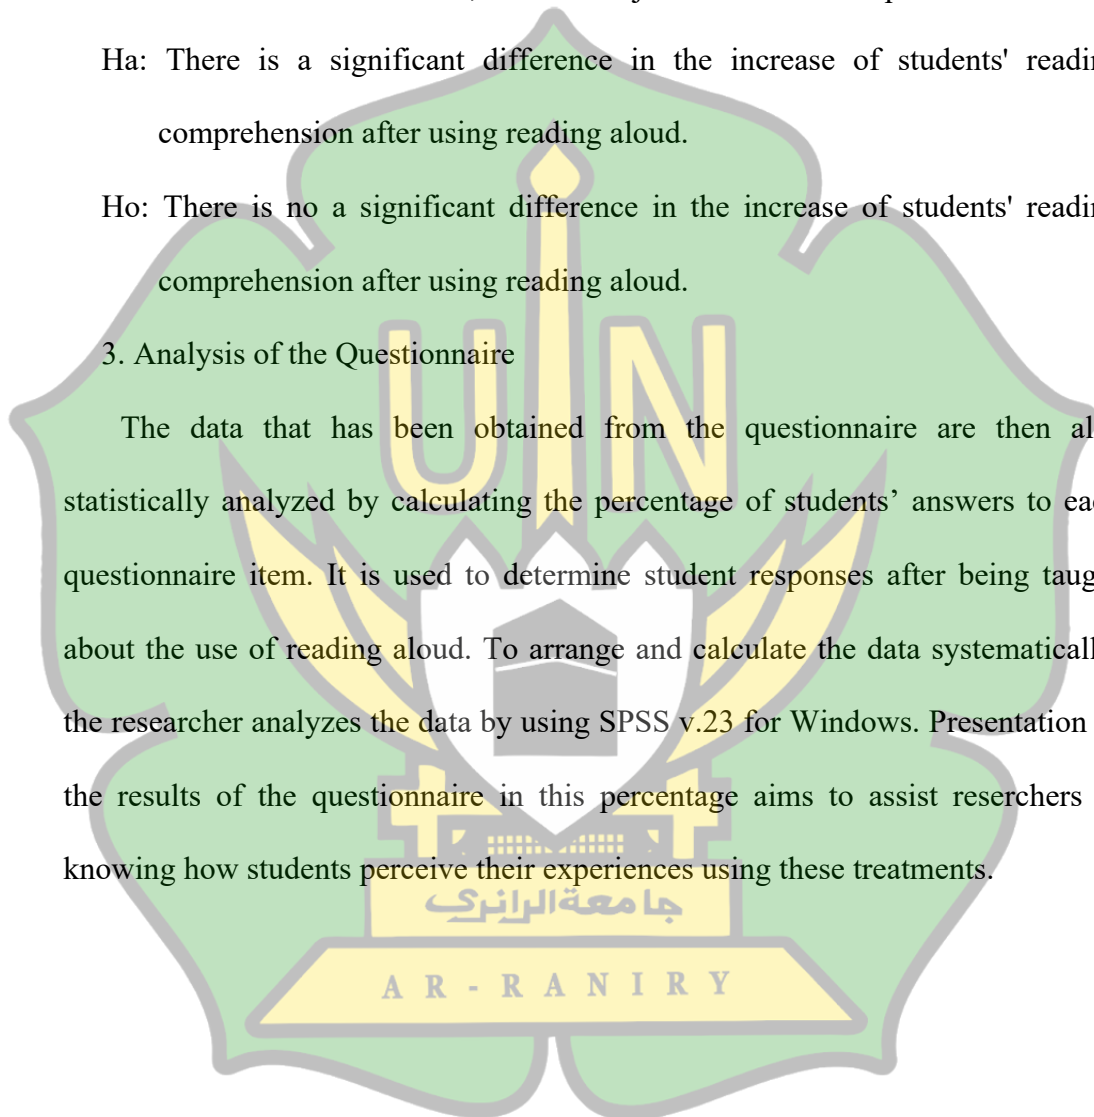 Ha: There is a significant difference in the increase of students' readin
comprehension after using reading aloud.
Ho: There is no a significant difference in the increase of students' readin
comprehension after using reading aloud.
3. Analysis of the Questionnaire
The data that has been obtained from the questionnaire are then al
statistically analyzed by calculating the percentage of students’ answers to ea
questionnaire item. It is used to determine student responses after being taug
about the use of reading aloud. To arrange and calculate the data systematicall
the researcher analyzes the data by using SPSS v.23 for Windows. Presentation
the results of the questionnaire in this percentage aims to assist reserchers
knowing how students perceive their experiences using these treatments.
UIN
جامعة الرانري
AR-RANIRY